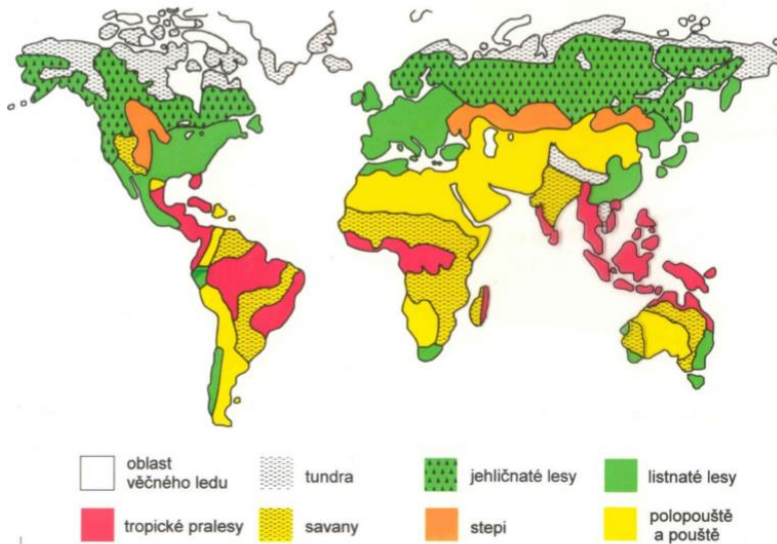 oblast
věčného ledu
tundra
jehličnaté lesy
listnaté lesy
tropické pralesy
savany
stepi
polopouště
a pouště